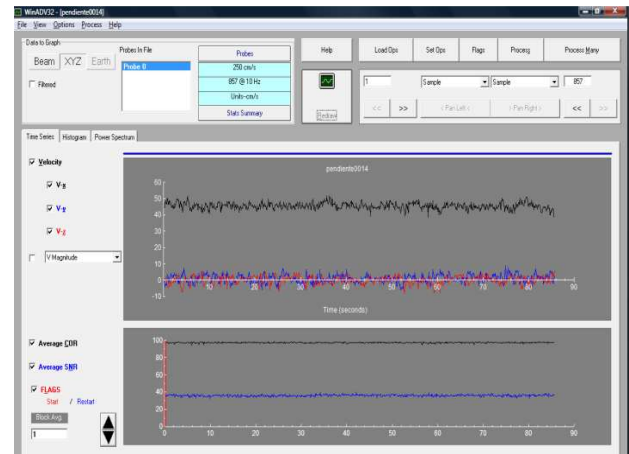 WinADV32 - [pendiente0014]
File View Options Process Help
Data to Graph
Beam XYZ Earth
Filtered
Probes In File
Probe 0
Probes
250 cm/s
857 @ 10 Hz
Units-cm/s
Stats Summary
Help
Redraw
Load Ops Set Ops Flags Process Process Many
1 Sample Sample 857
<< >> < Pan Left < Pan Right > << >>
Time Series Histogram Power Spectrum
Velocity
V-X
V-Y
V-Z
V Magnitude
pendiente0014
60
50
40
30
20
10
0
-10
10 20 30 40 50 60 70 80 90
Time (seconds)
Average COR
Average SNR
FLAGS
Start / Restart
Block Avg.
1
100
80
60
40
20
0
0 10 20 30 40 50 60 70 80 90